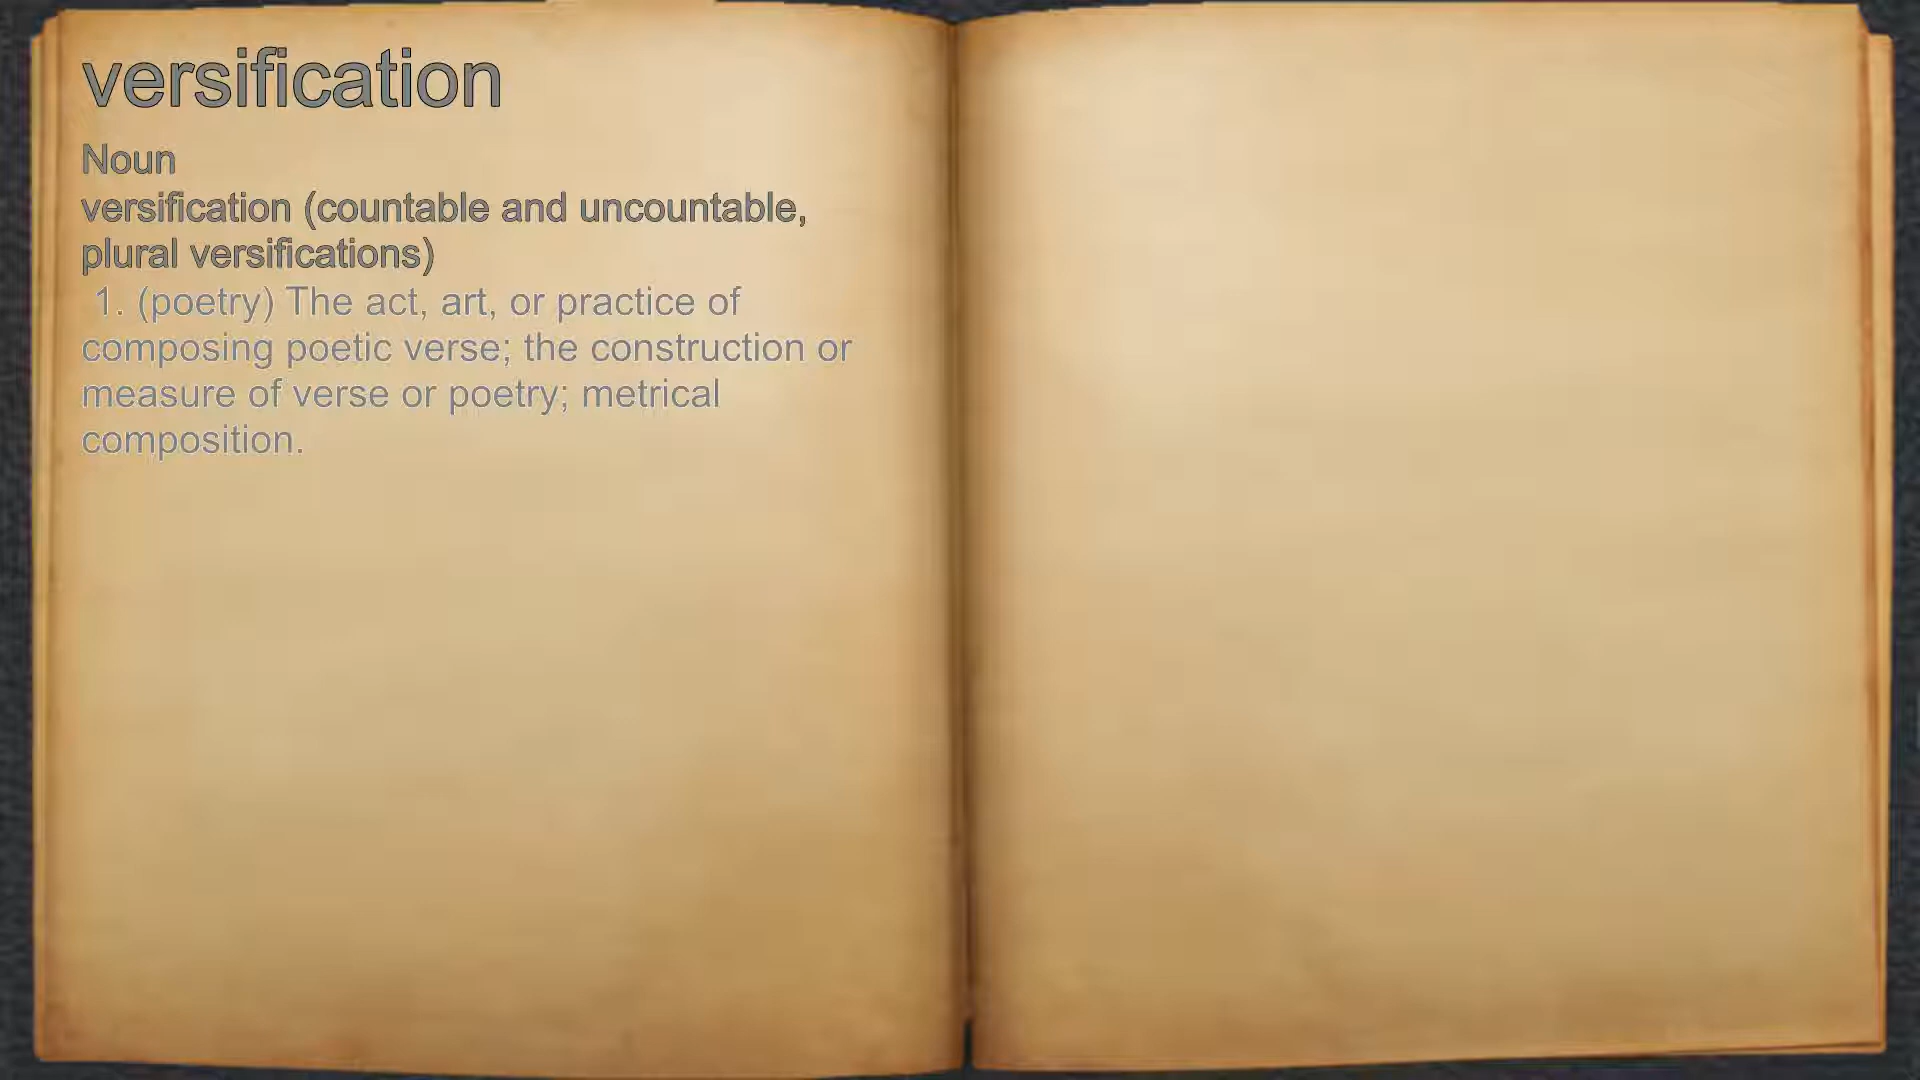 versification
Noun
versification (countable and uncountable,
plural versifications)
1. (poetry) The act, art, or practice of
composing poetic verse; the construction or
measure of verse or poetry; metrical
composition.